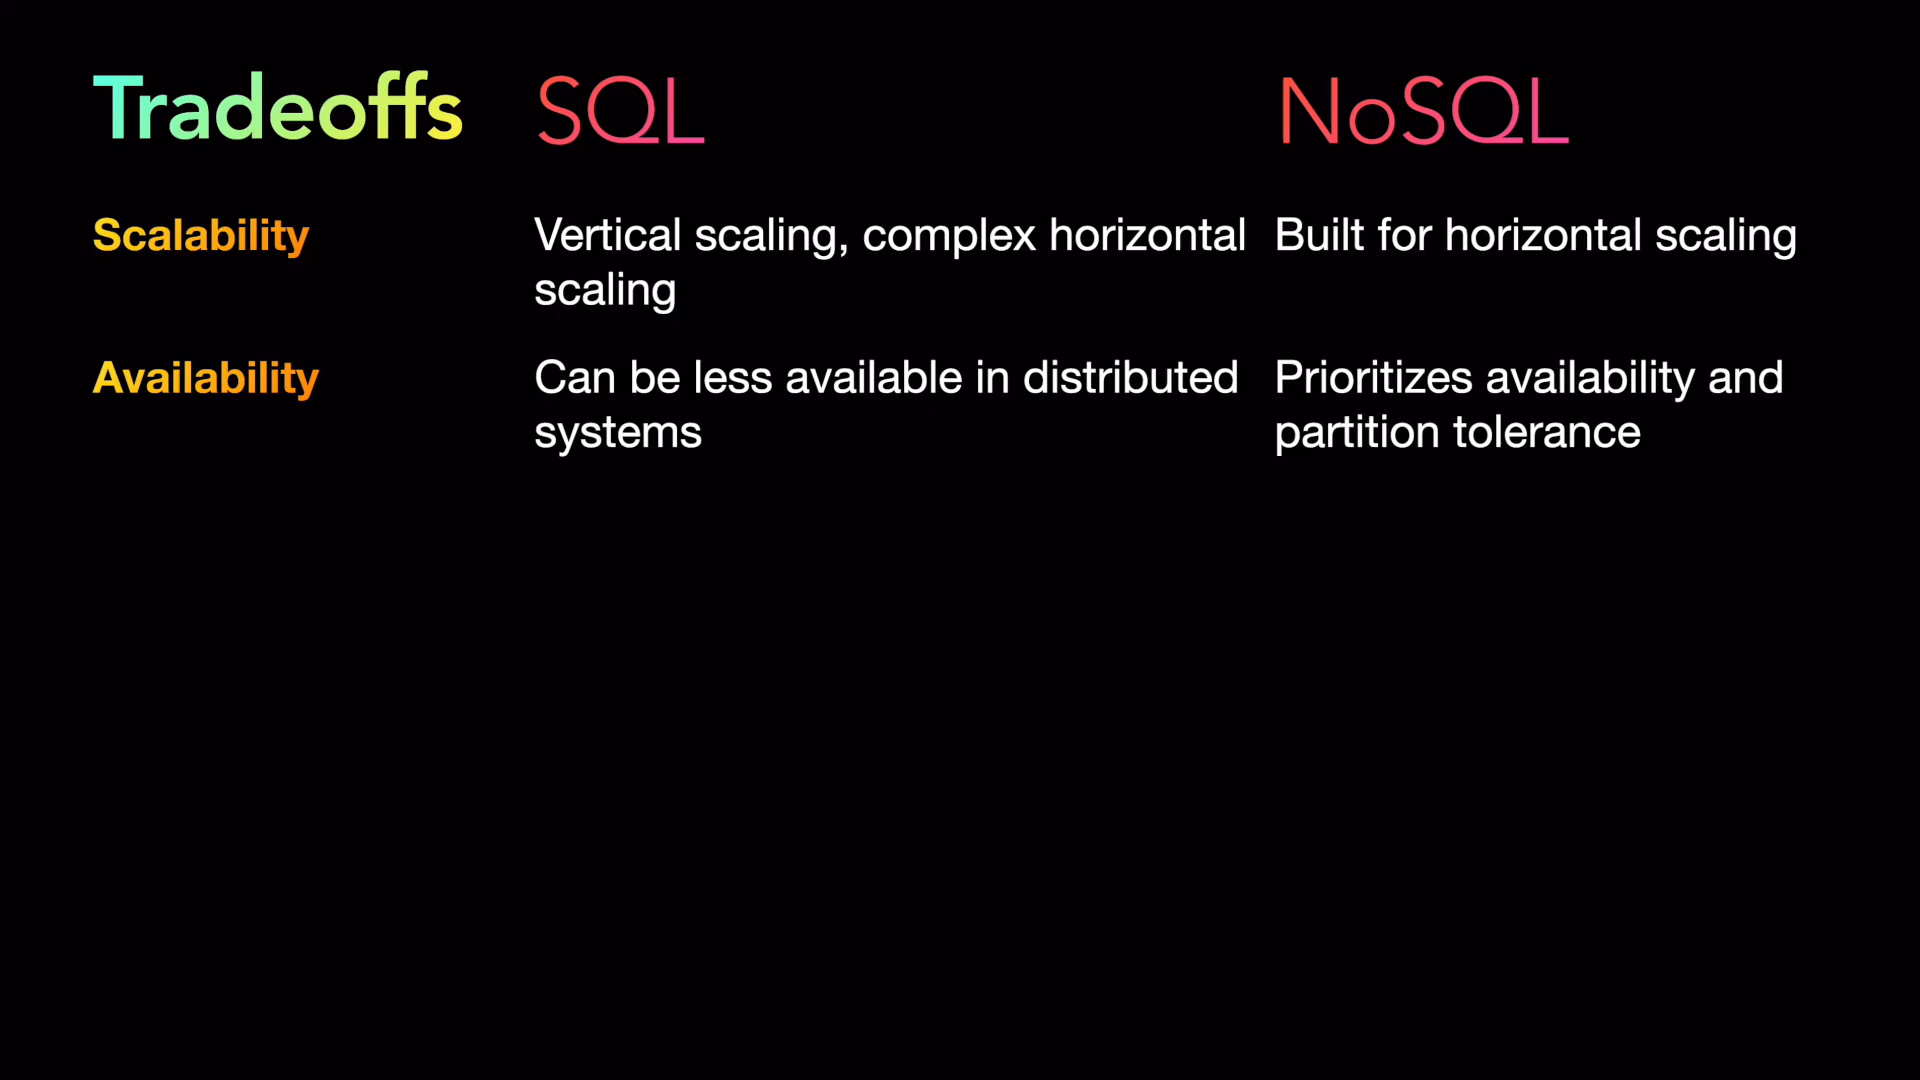 Tradeoffs SQL NoSQL
Scalability Vertical scaling, complex horizontal Built for horizontal scaling
scaling
Availability Can be less available in distributed Prioritizes availability and
systems partition tolerance